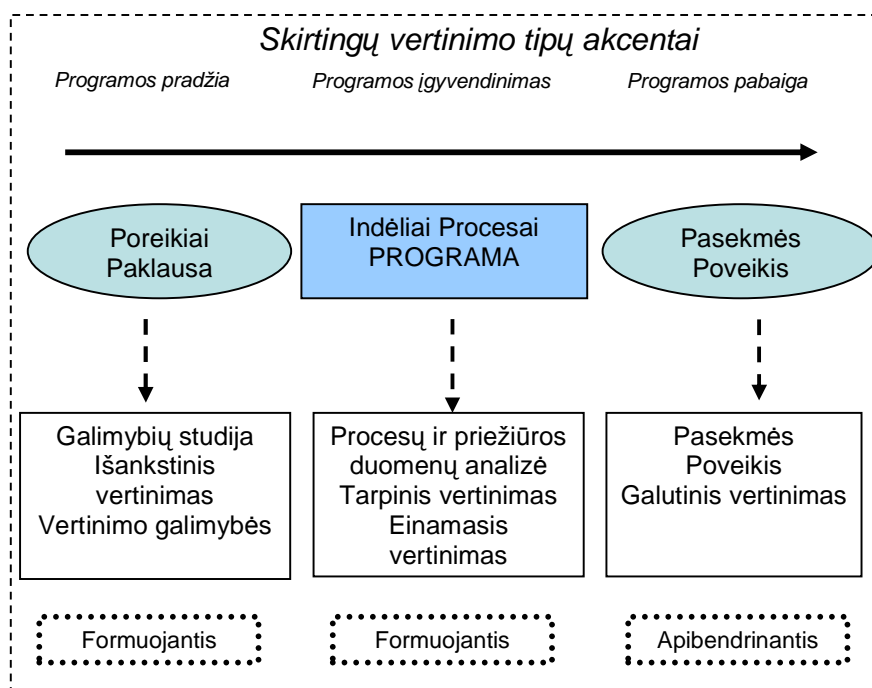 Skirtingų vertinimo tipų akcentai
Programos pradžia
Programos įgyvendinimas
Programos pabaiga
Poreikiai
Paklausa
Indėliai Procesai
PROGRAMA
Pasekmės
Poveikis
Galimybių studija
Išankstinis
vertinimas
Vertinimo galimybės
Procesų ir priežiūros
duomenų analizė
Tarpinis vertinimas
Einamasis
vertinimas
Pasekmės
Poveikis
Galutinis vertinimas
Formuojantis
Formuojantis
Apibendrinantis